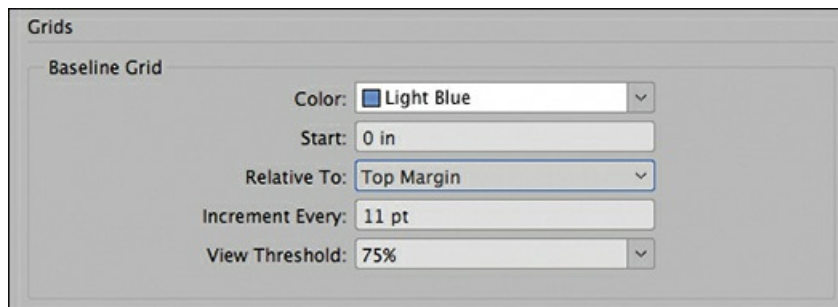 Grids
Baseline Grid
Color: Light Blue
Start: 0 in
Relative To: Top Margin
Increment Every: 11 pt
View Threshold: 75%